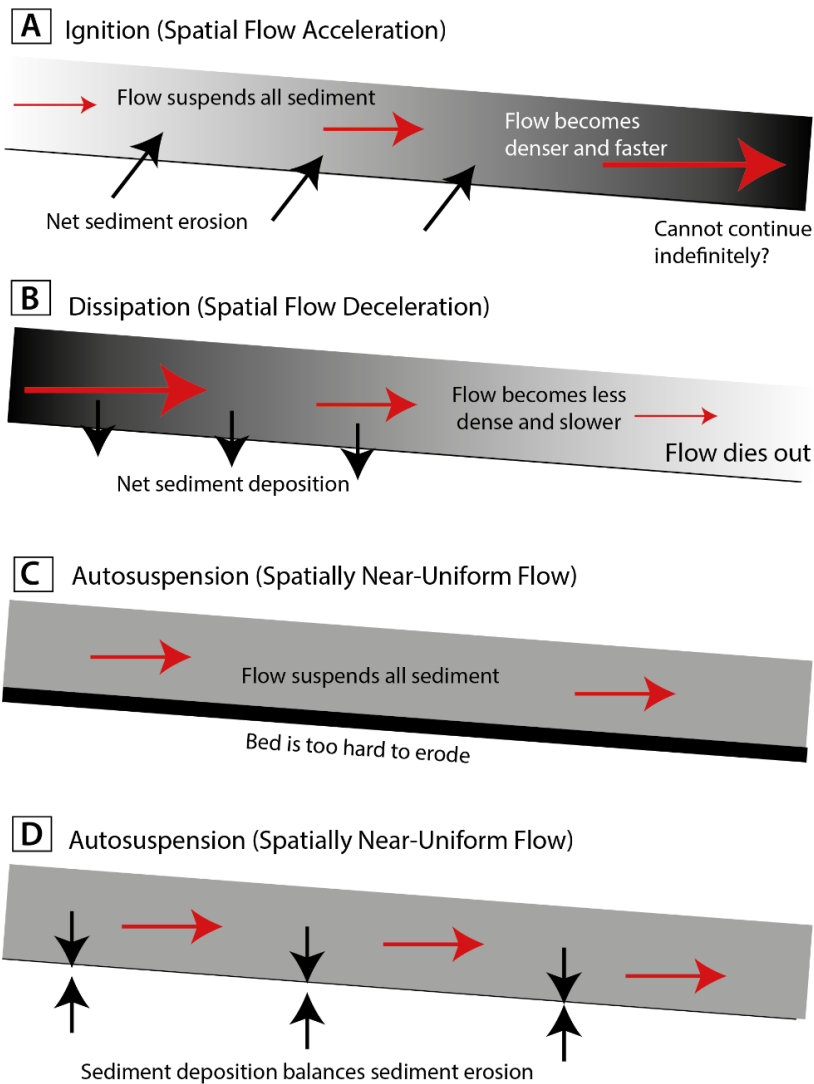 A Ignition (Spatial Flow Acceleration)
Flow suspends all sediment
Flow becomes
denser and faster
Net sediment erosion
Cannot continue
indefinitely?
B Dissipation (Spatial Flow Deceleration)
Flow becomes less
dense and slower
Flow dies out
Net sediment deposition
C Autosuspension (Spatially Near-Uniform Flow)
Flow suspends all sediment
Bed is too hard to erode
D Autosuspension (Spatially Near-Uniform Flow)
Sediment deposition balances sediment erosion